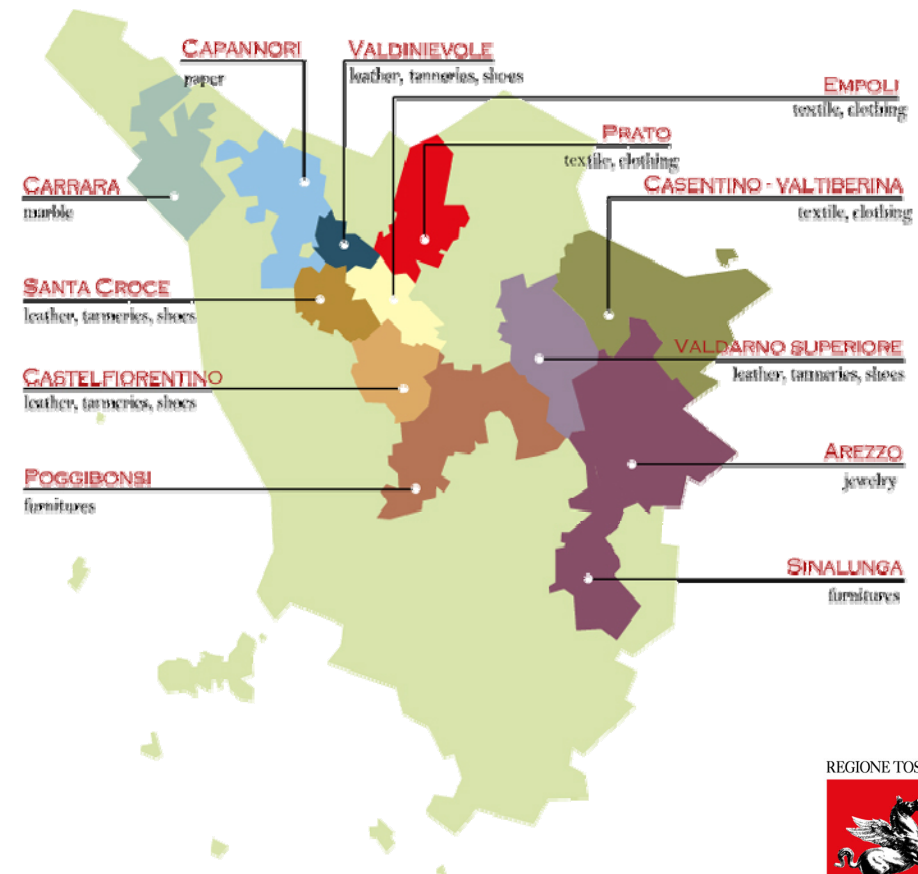 CAPANNORI
paper
VALDINIEVOLE
leather, tanneries, shoes
EMPOLI
textile, clothing
PRATO
textile, clothing
CARRARA
marble
CASENTINO - VALTIBERINA
textile, clothing
SANTA CROCE
leather, tanneries, shoes
VALDARNO SUPERIORE
leather, tanneries, shoes
CASTELFIORENTINO
leather, tanneries, shoes
AREZZO
jewelry
POGGIBONSI
furnitures
SINALUNGA
furnitures
REGIONE TOS